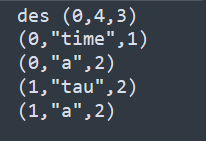 des (0,4,3)
(0,"time",1)
(0,"a",2)
(1,"tau",2)
(1,"a",2)